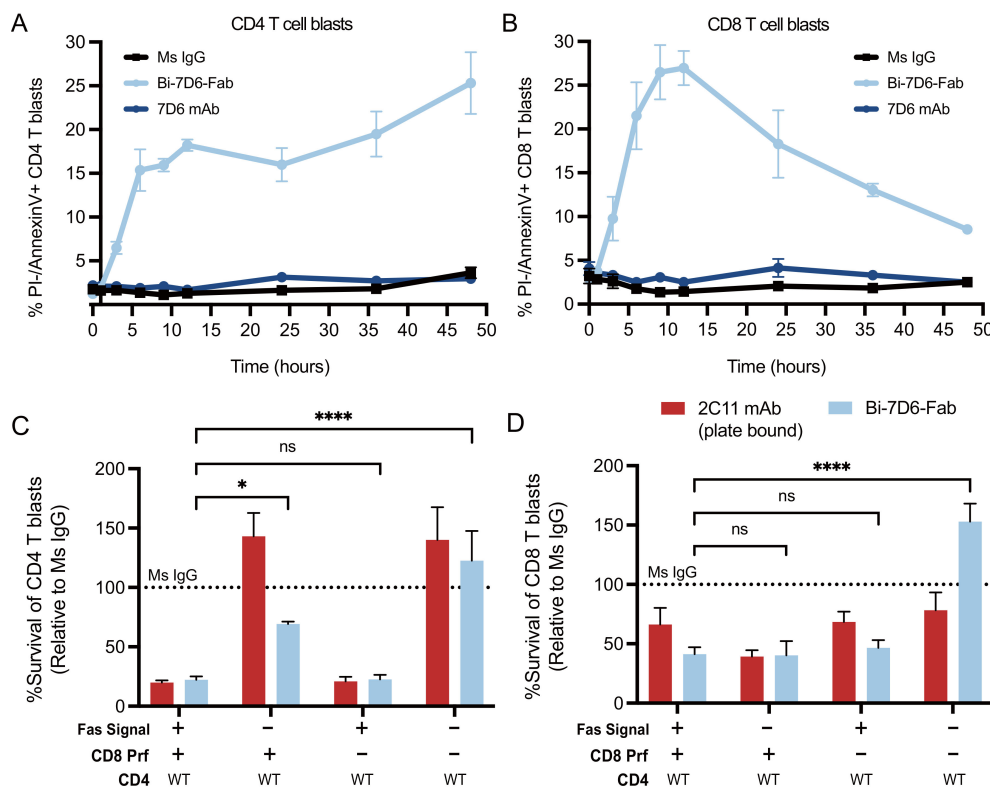 A
CD4 T cell blasts
% PI-/AnnexinV+ CD4 T blasts
30
25
20
15
10
5
0
Ms IgG
Bi-7D6-Fab
7D6 mAb
0 5 10 15 20 25 30 35 40 45 50
Time (hours)
B
CD8 T cell blasts
% PI-/AnnexinV+ CD8 T blasts
30
25
20
15
10
5
0
Ms IgG
Bi-7D6-Fab
7D6 mAb
0 5 10 15 20 25 30 35 40 45 50
Time (hours)
C
%Survival of CD4 T blasts
(Relative to Ms IgG)
200
150
100
50
0
****
ns
*
Ms IgG
Fas Signal + − + −
CD8 Prf + + − −
CD4 WT WT WT WT
2C11 mAb
(plate bound)
Bi-7D6-Fab
D
%Survival of CD8 T blasts
(Relative to Ms IgG)
200
150
100
50
0
****
ns
ns
Ms IgG
Fas Signal + − + −
CD8 Prf + + − −
CD4 WT WT WT WT